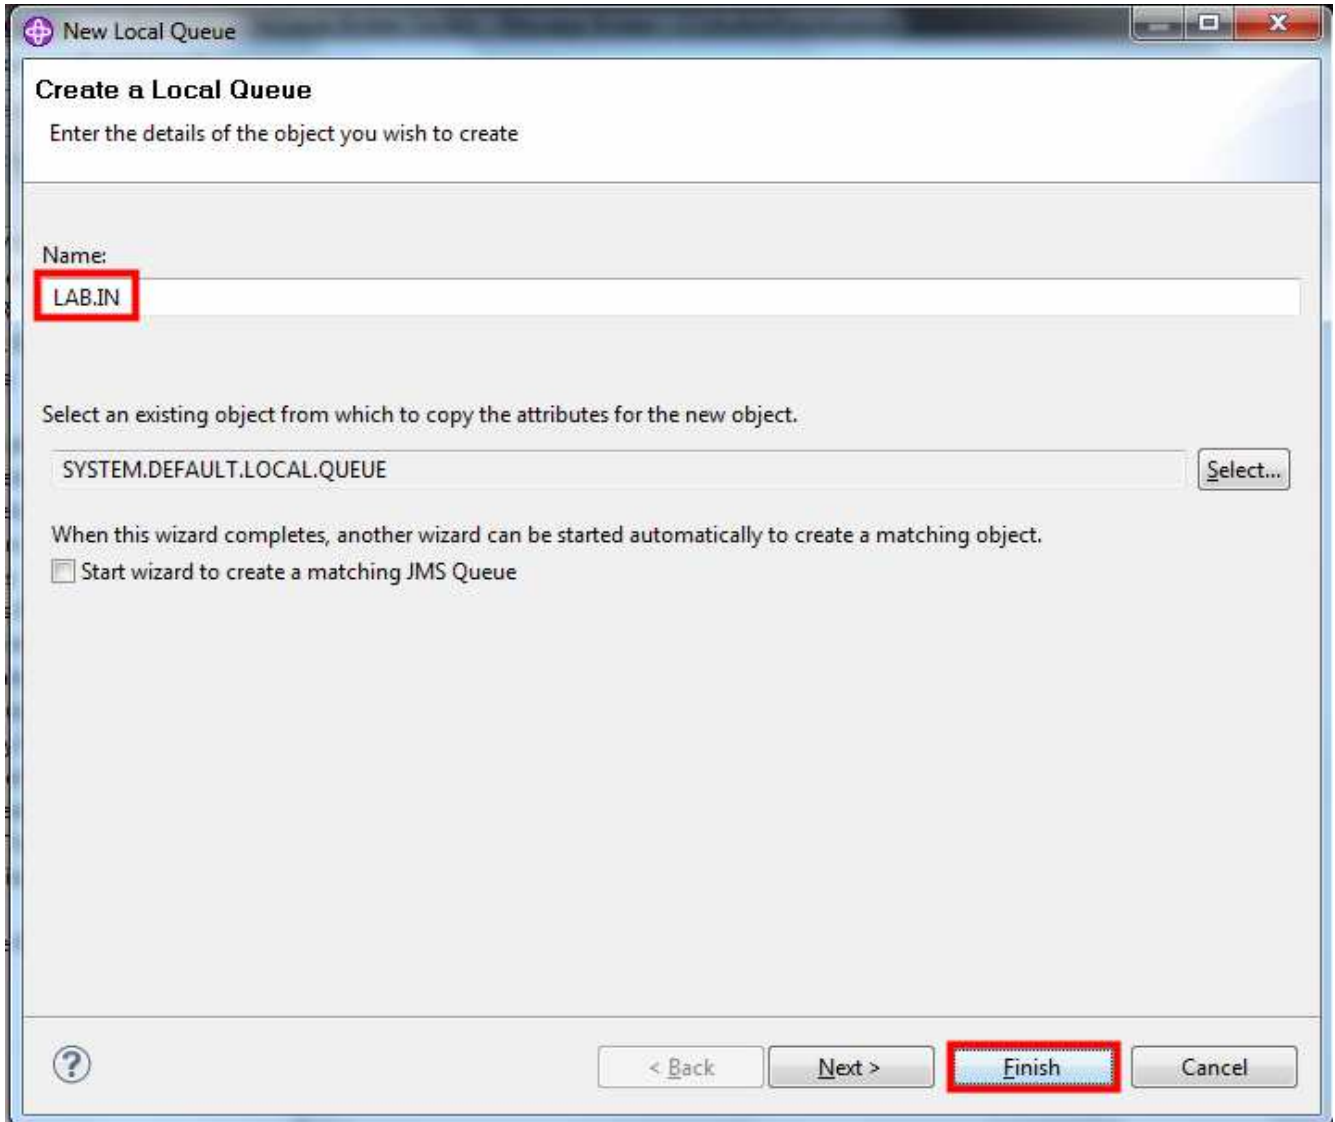 New Local Queue
Create a Local Queue
Enter the details of the object you wish to create
Name:
LAB.IN
Select an existing object from which to copy the attributes for the new object.
SYSTEM.DEFAULT.LOCAL.QUEUE
Select...
When this wizard completes, another wizard can be started automatically to create a matching object.
Start wizard to create a matching JMS Queue
< Back
Next >
Finish
Cancel